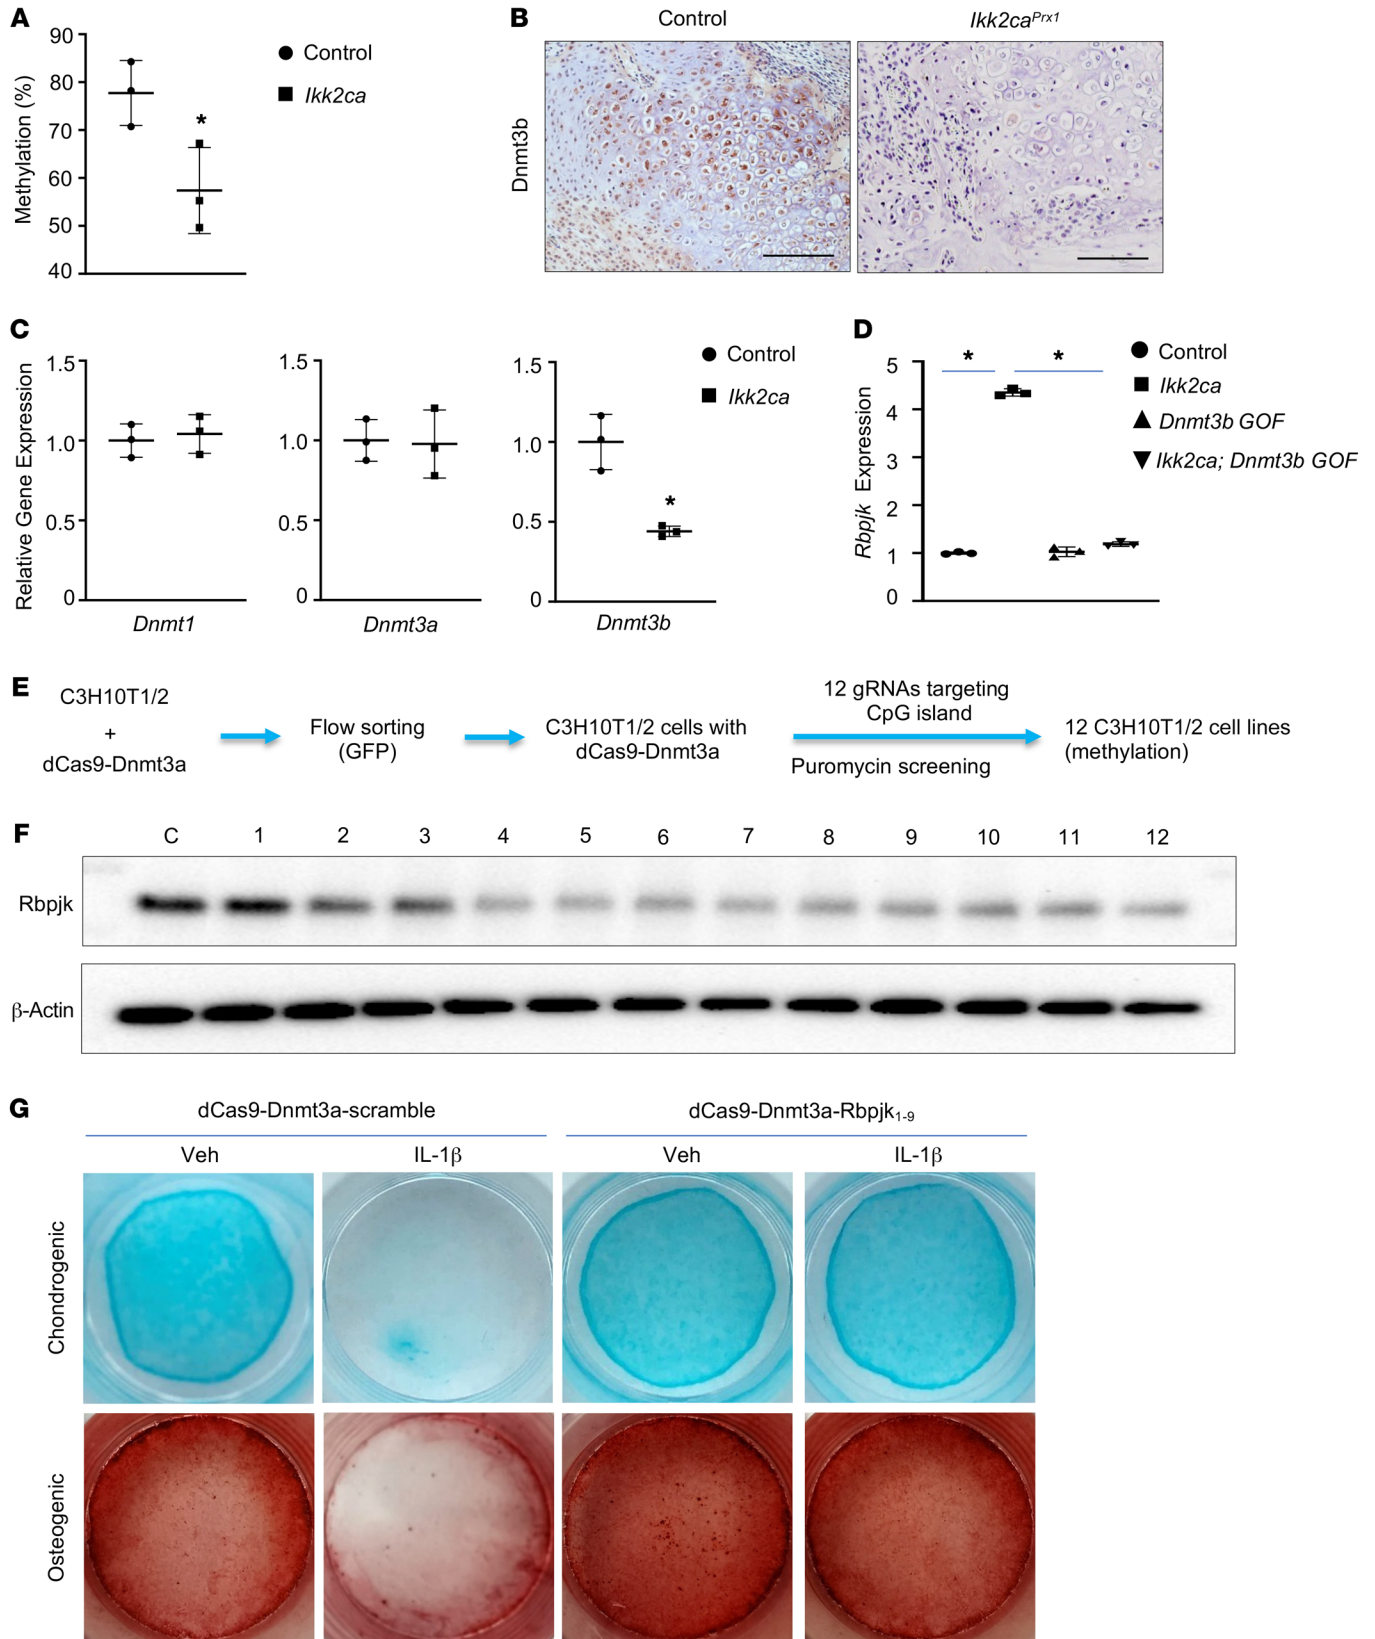 A
90
80
70
60
50
40
Methylation (%)
Control
Ikk2ca
*
B
Control
Ikk2caPrx1
Dnmt3b
C
Relative Gene Expression
1.5
1.0
0.5
0
Dnmt1
1.5
1.0
0.5
0
Dnmt3a
1.5
1.0
0.5
0
*
Dnmt3b
Control
Ikk2ca
D
Rbpjk Expression
5
4
3
2
1
0
*
*
Control
Ikk2ca
Dnmt3b GOF
Ikk2ca; Dnmt3b GOF
E
C3H10T1/2
+
dCas9-Dnmt3a
Flow sorting
(GFP)
C3H10T1/2 cells with
dCas9-Dnmt3a
12 gRNAs targeting
CpG island
Puromycin screening
12 C3H10T1/2 cell lines
(methylation)
F
C 1 2 3 4 5 6 7 8 9 10 11 12
Rbpjk
β-Actin
G
dCas9-Dnmt3a-scramble
dCas9-Dnmt3a-Rbpjk1-9
Veh
IL-1β
Veh
IL-1β
Chondrogenic
Osteogenic